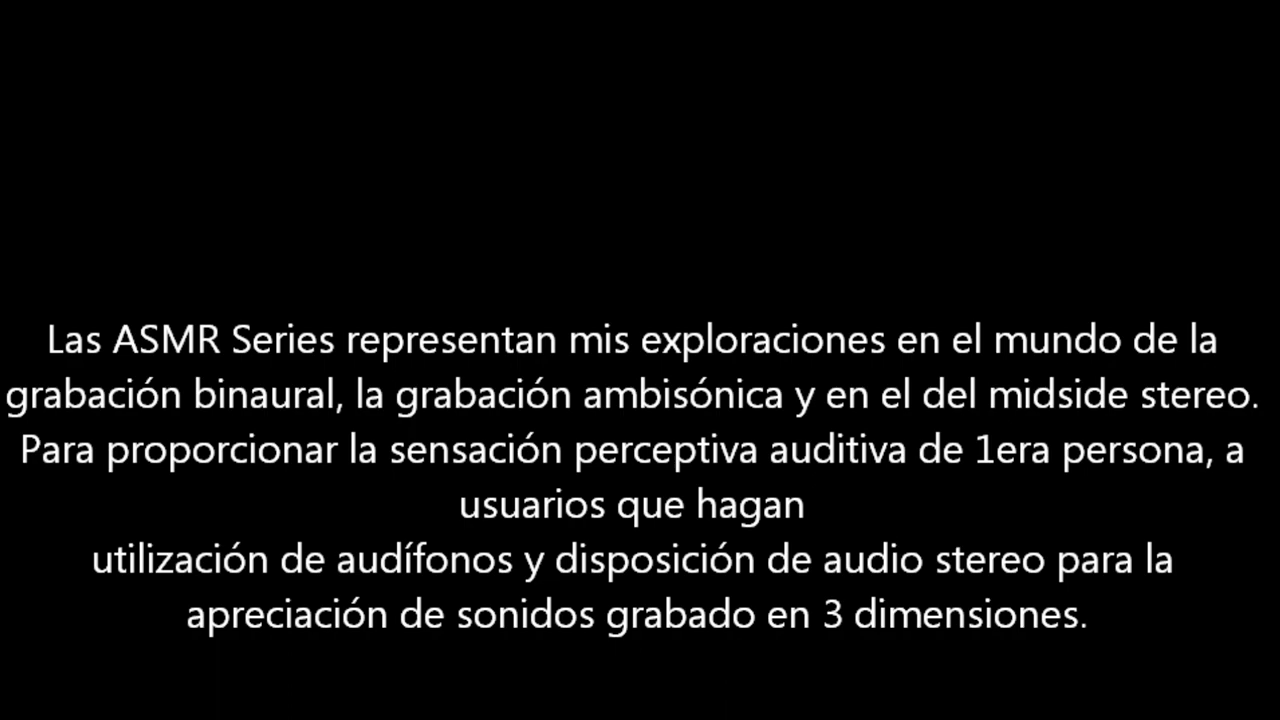 Las ASMR Series representan mis exploraciones en el mundo de la
grabación binaural, la grabación ambisónica y en el del midside stereo.
Para proporcionar la sensación perceptiva auditiva de 1era persona, a
usuarios que hagan
utilización de audífonos y disposición de audio stereo para la
apreciación de sonidos grabado en 3 dimensiones.